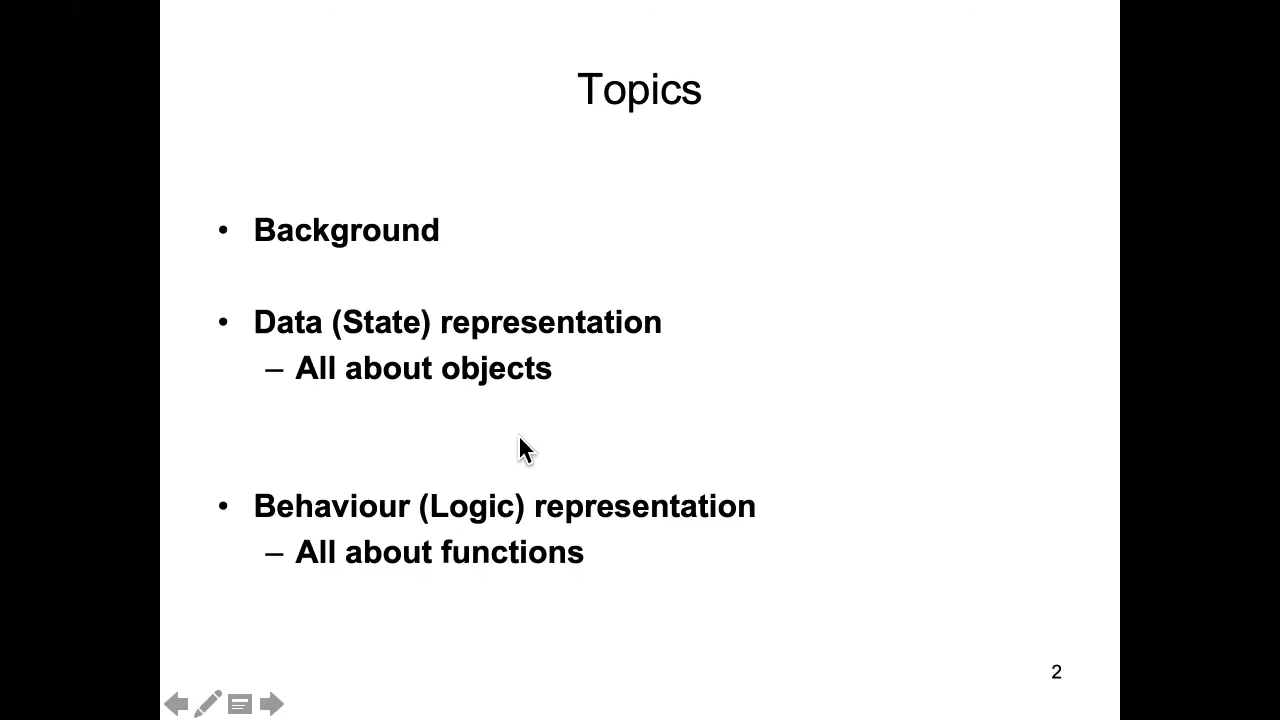 Topics
• Background
• Data (State) representation
– All about objects
• Behaviour (Logic) representation
– All about functions
2